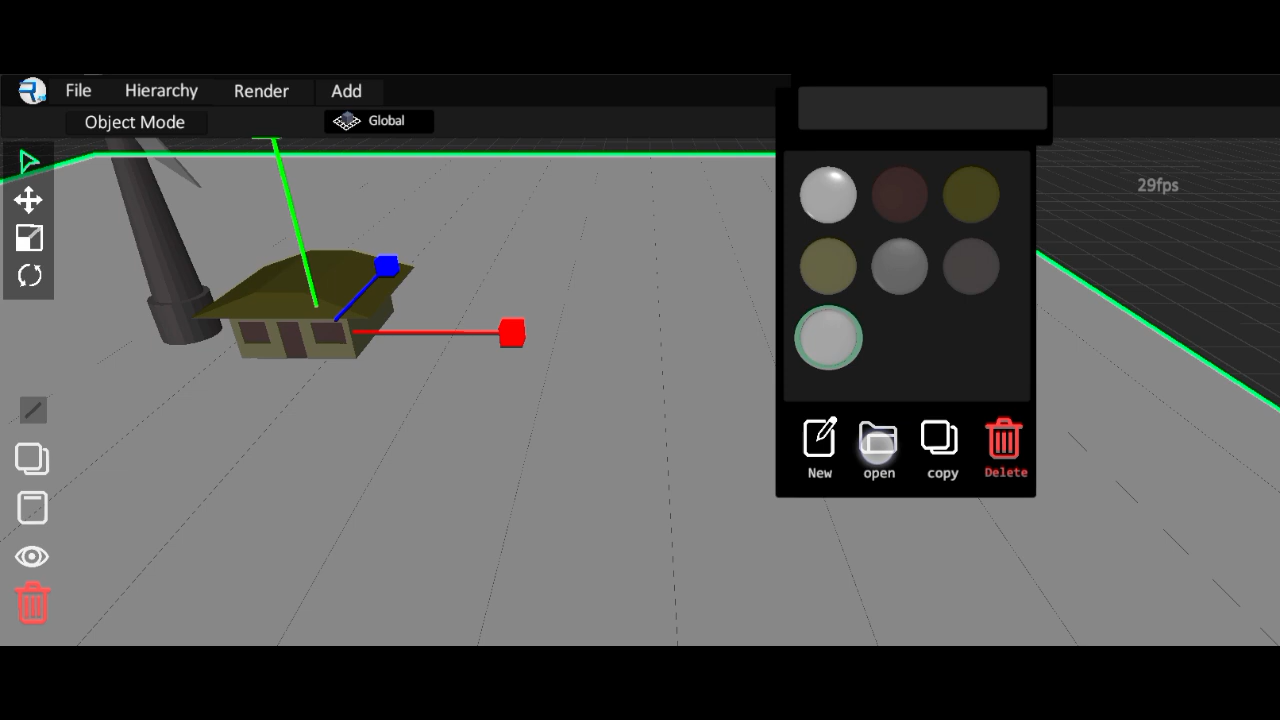 File Hierarchy Render Add
Object Mode Global
29fps
New open copy Delete